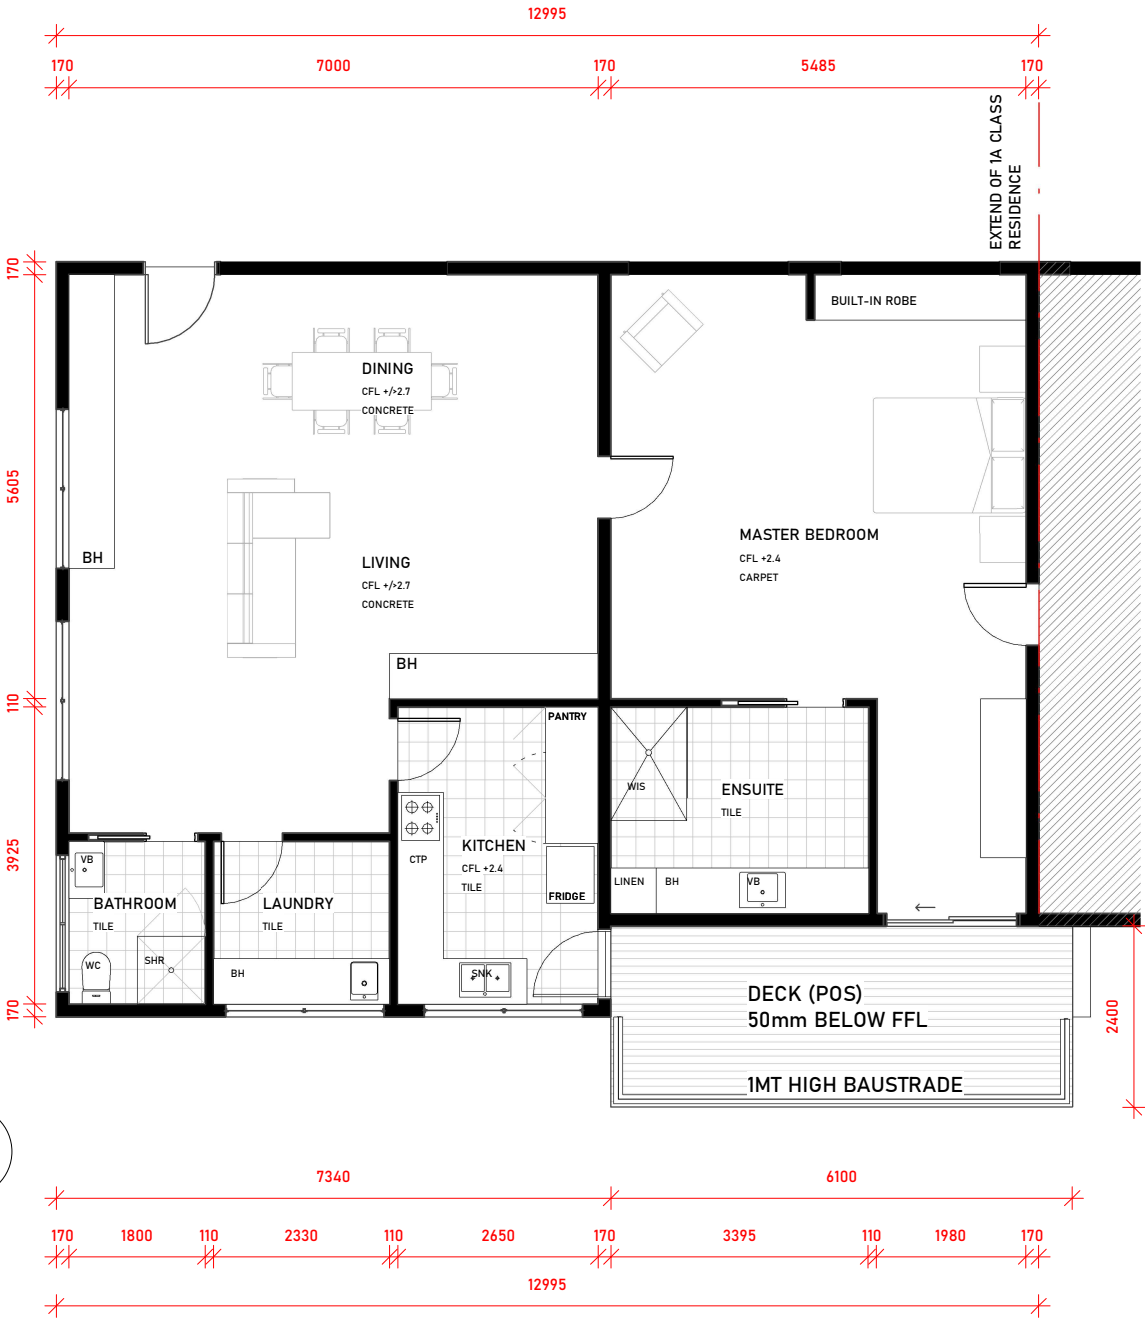 12995
170 7000 170 5485 170
EXTEND OF 1A CLASS
RESIDENCE
170
5605
110
3925
170
BUILT-IN ROBE
DINING
CFL +/>2.7
CONCRETE
BH
LIVING
CFL +/>2.7
CONCRETE
MASTER BEDROOM
CFL +2.4
CARPET
BH
PANTRY
WIS
ENSUITE
TILE
CTP
KITCHEN
CFL +2.4
TILE
FRIDGE
LINEN
BH
VB
VB
BATHROOM
TILE
WC
SHR
LAUNDRY
TILE
BH
SNK
DECK (POS)
50mm BELOW FFL
1MT HIGH BAUSTRADE
2400
7340 6100
170 1800 110 2330 110 2650 170 3395 110 1980 170
12995